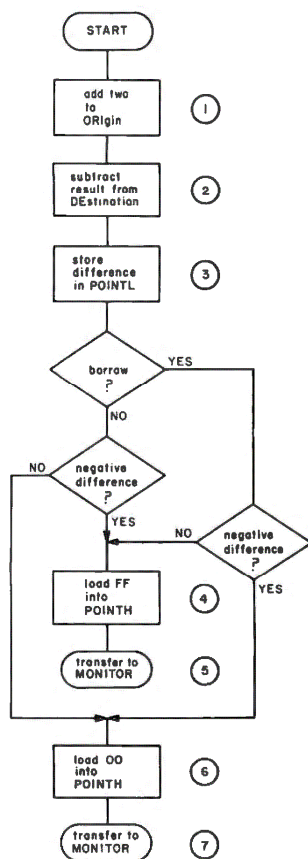 START
add two
to
ORIgin
1
subtract
result from
DEstination
2
store
difference
in POINTL
3
borrow
?
YES
NO
negative
difference
?
NO
YES
negative
difference
?
NO
YES
load FF
into
POINTH
4
transfer to
MONITOR
5
load 00
into
POINTH
6
transfer to
MONITOR
7